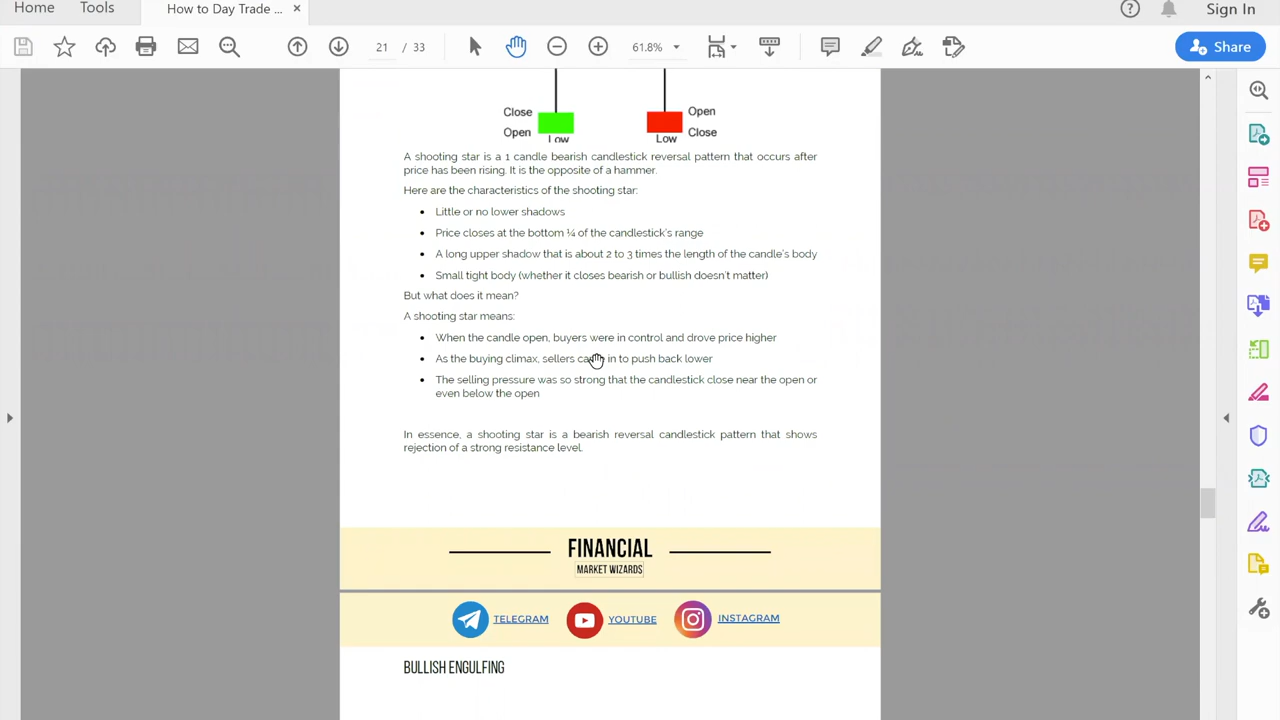 Home Tools How to Day Trade ... × Sign In
21 / 33 61.8% Share
Close Open
Open Low Low Close
A shooting star is a 1 candle bearish candlestick reversal pattern that occurs after
price has been rising. It is the opposite of a hammer.
Here are the characteristics of the shooting star:
• Little or no lower shadows
• Price closes at the bottom ¼ of the candlestick's range
• A long upper shadow that is about 2 to 3 times the length of the candle's body
• Small tight body (whether it closes bearish or bullish doesn't matter)
But what does it mean?
A shooting star means:
• When the candle open, buyers were in control and drove price higher
• As the buying climax, sellers in to push back lower
• The selling pressure was so strong that the candlestick close near the open or
even below the open
In essence, a shooting star is a bearish reversal candlestick pattern that shows
rejection of a strong resistance level.
FINANCIAL
MARKET WIZARDS
TELEGRAM YOUTUBE INSTAGRAM
BULLISH ENGULFING